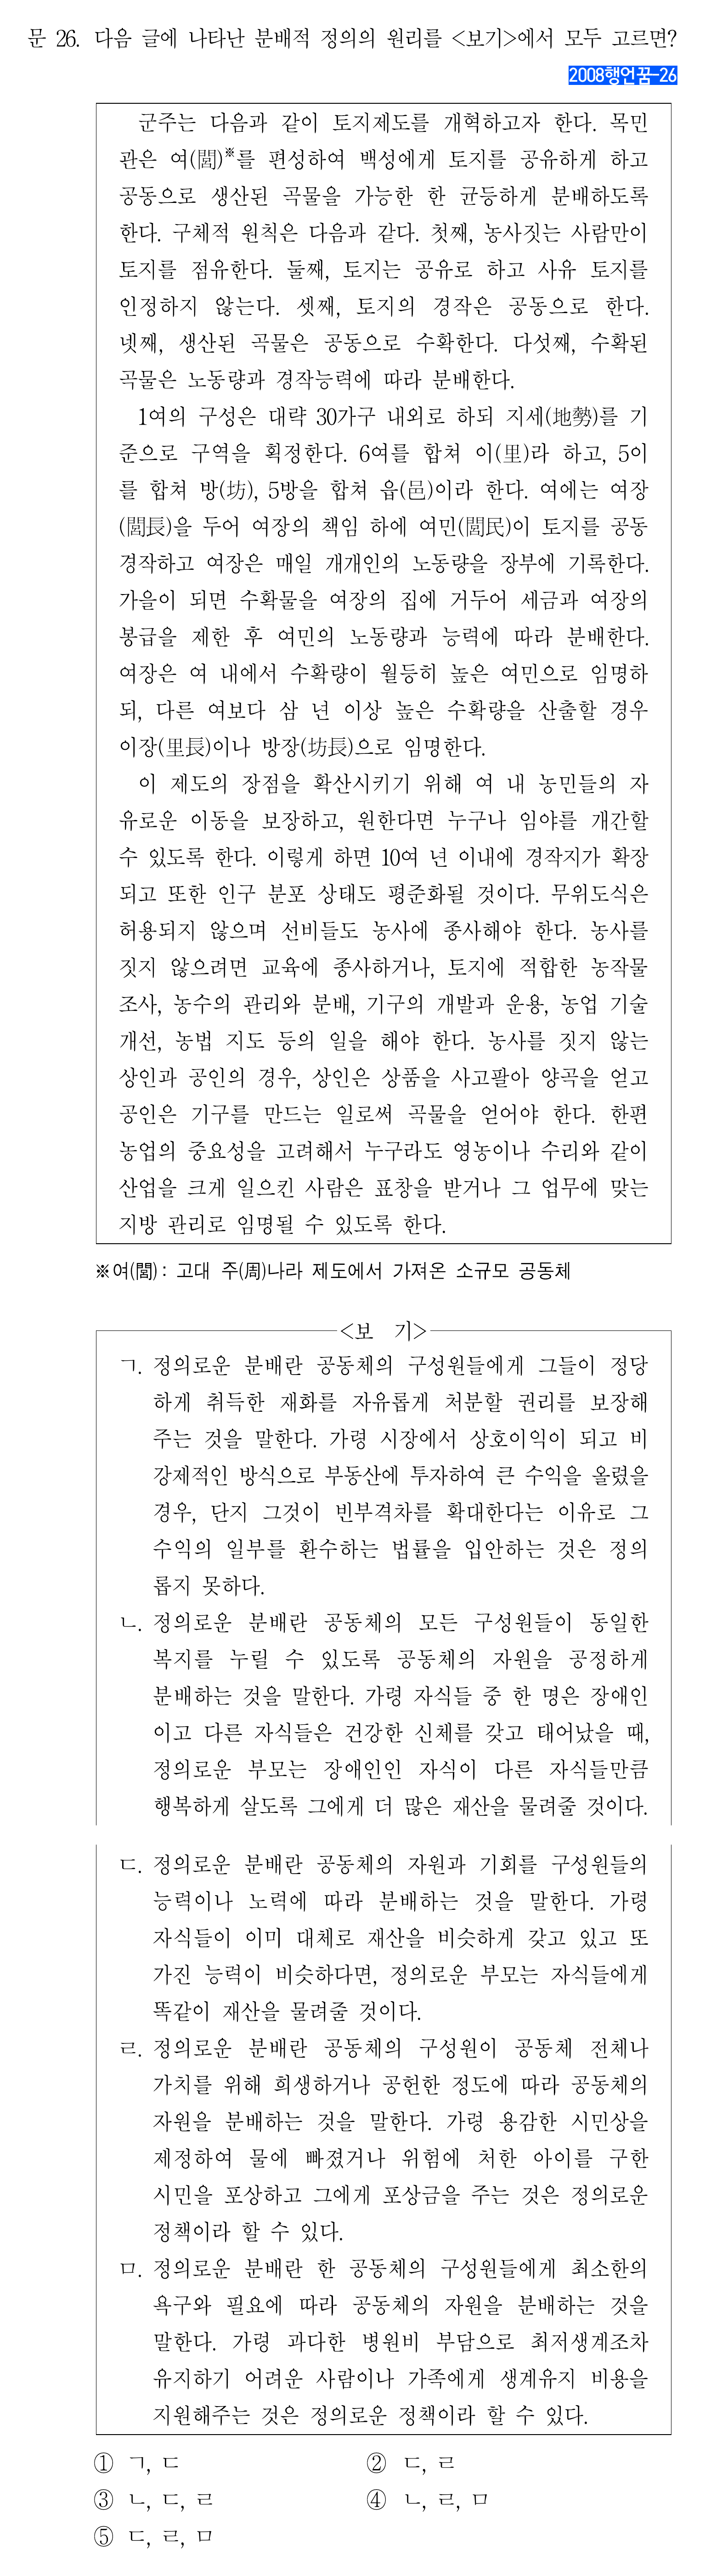 문 26. 다음 글에 나타난 분배적 정의의 원리를 <보기>에서 모두 고르면?
2008행언꿈-26
군주는 다음과 같이 토지제도를 개혁하고자 한다. 목민
관은 여(閭)※를 편성하여 백성에게 토지를 공유하게 하고
공동으로 생산된 곡물을 가능한 한 균등하게 분배하도록
한다. 구체적 원칙은 다음과 같다. 첫째, 농사짓는 사람만이
토지를 점유한다. 둘째, 토지는 공유로 하고 사유 토지를
인정하지 않는다. 셋째, 토지의 경작은 공동으로 한다.
넷째, 생산된 곡물은 공동으로 수확한다. 다섯째, 수확된
곡물은 노동량과 경작능력에 따라 분배한다.
1여의 구성은 대략 30가구 내외로 하되 지세(地勢)를 기
준으로 구역을 획정한다. 6여를 합쳐 이(里)라 하고, 5이
를 합쳐 방(坊), 5방을 합쳐 읍(邑)이라 한다. 여에는 여장
(閭長)을 두어 여장의 책임 하에 여민(閭民)이 토지를 공동
경작하고 여장은 매일 개개인의 노동량을 장부에 기록한다.
가을이 되면 수확물을 여장의 집에 거두어 세금과 여장의
봉급을 제한 후 여민의 노동량과 능력에 따라 분배한다.
여장은 여 내에서 수확량이 월등히 높은 여민으로 임명하
되, 다른 여보다 삼 년 이상 높은 수확량을 산출할 경우
이장(里長)이나 방장(坊長)으로 임명한다.
이 제도의 장점을 확산시키기 위해 여 내 농민들의 자
유로운 이동을 보장하고, 원한다면 누구나 임야를 개간할
수 있도록 한다. 이렇게 하면 10여 년 이내에 경작지가 확장
되고 또한 인구 분포 상태도 평준화될 것이다. 무위도식은
허용되지 않으며 선비들도 농사에 종사해야 한다. 농사를
짓지 않으려면 교육에 종사하거나, 토지에 적합한 농작물
조사, 농수의 관리와 분배, 기구의 개발과 운용, 농업 기술
개선, 농법 지도 등의 일을 해야 한다. 농사를 짓지 않는
상인과 공인의 경우, 상인은 상품을 사고팔아 양곡을 얻고
공인은 기구를 만드는 일로써 곡물을 얻어야 한다. 한편
농업의 중요성을 고려해서 누구라도 영농이나 수리와 같이
산업을 크게 일으킨 사람은 표창을 받거나 그 업무에 맞는
지방 관리로 임명될 수 있도록 한다.
※여(閭) : 고대 주(周)나라 제도에서 가져온 소규모 공동체
<보 기>
ㄱ. 정의로운 분배란 공동체의 구성원들에게 그들이 정당
하게 취득한 재화를 자유롭게 처분할 권리를 보장해
주는 것을 말한다. 가령 시장에서 상호이익이 되고 비
강제적인 방식으로 부동산에 투자하여 큰 수익을 올렸을
경우, 단지 그것이 빈부격차를 확대한다는 이유로 그
수익의 일부를 환수하는 법률을 입안하는 것은 정의
롭지 못하다.
ㄴ. 정의로운 분배란 공동체의 모든 구성원들이 동일한
복지를 누릴 수 있도록 공동체의 자원을 공정하게
분배하는 것을 말한다. 가령 자식들 중 한 명은 장애인
이고 다른 자식들은 건강한 신체를 갖고 태어났을 때,
정의로운 부모는 장애인인 자식이 다른 자식들만큼
행복하게 살도록 그에게 더 많은 재산을 물려줄 것이다.
ㄷ. 정의로운 분배란 공동체의 자원과 기회를 구성원들의
능력이나 노력에 따라 분배하는 것을 말한다. 가령
자식들이 이미 대체로 재산을 비슷하게 갖고 있고 또
가진 능력이 비슷하다면, 정의로운 부모는 자식들에게
똑같이 재산을 물려줄 것이다.
ㄹ. 정의로운 분배란 공동체의 구성원이 공동체 전체나
가치를 위해 희생하거나 공헌한 정도에 따라 공동체의
자원을 분배하는 것을 말한다. 가령 용감한 시민상을
제정하여 물에 빠졌거나 위험에 처한 아이를 구한
시민을 포상하고 그에게 포상금을 주는 것은 정의로운
정책이라 할 수 있다.
ㅁ. 정의로운 분배란 한 공동체의 구성원들에게 최소한의
욕구와 필요에 따라 공동체의 자원을 분배하는 것을
말한다. 가령 과다한 병원비 부담으로 최저생계조차
유지하기 어려운 사람이나 가족에게 생계유지 비용을
지원해주는 것은 정의로운 정책이라 할 수 있다.
① ㄱ, ㄷ ② ㄷ, ㄹ
③ ㄴ, ㄷ, ㄹ ④ ㄴ, ㄹ, ㅁ
⑤ ㄷ, ㄹ, ㅁ